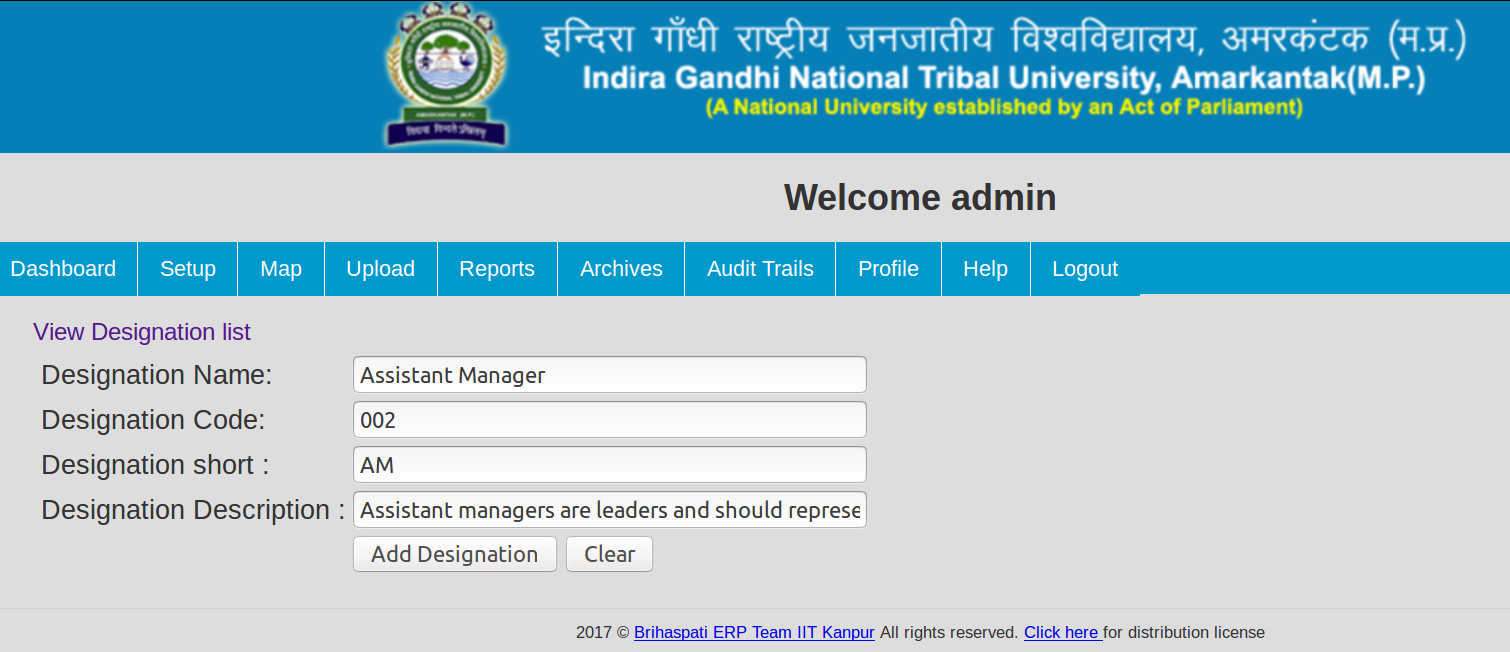 इन्दिरा गाँधी राष्ट्रीय जनजातीय विश्वविद्यालय, अमरकंटक (म.प्र.)
Indira Gandhi National Tribal University, Amarkantak(M.P.)
(A National University established by an Act of Parliament)
Welcome admin
Dashboard Setup Map Upload Reports Archives Audit Trails Profile Help Logout
View Designation list
Designation Name: Assistant Manager
Designation Code: 002
Designation short : AM
Designation Description : Assistant managers are leaders and should represe
Add Designation Clear
2017 © Brihaspati ERP Team IIT Kanpur All rights reserved. Click here for distribution license